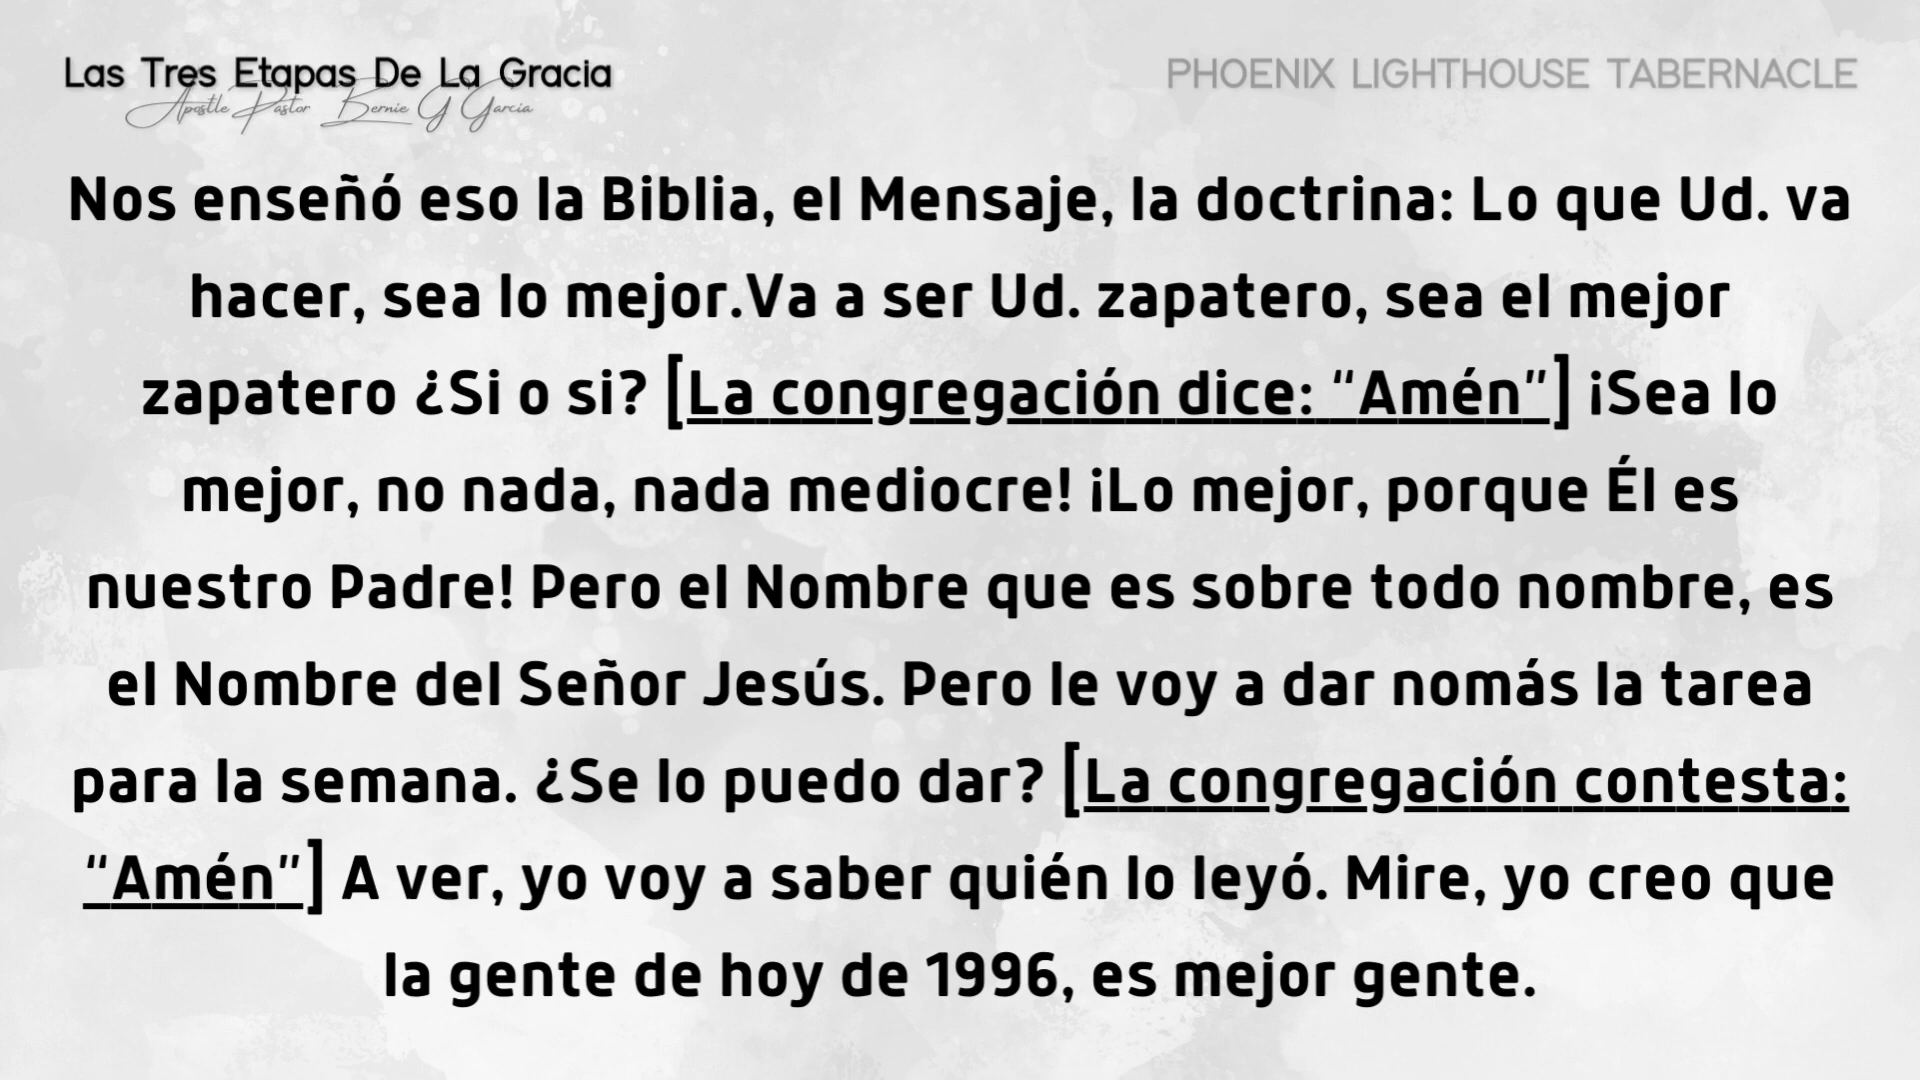 Las Tres Etapas De La Gracia
Apostle Pastor Bernie G Garcia
PHOENIX LIGHTHOUSE TABERNACLE
Nos enseñó eso la Biblia, el Mensaje, la doctrina: Lo que Ud. va
hacer, sea lo mejor.Va a ser Ud. zapatero, sea el mejor
zapatero ¿Si o si? [La congregación dice: “Amén”] ¡Sea lo
mejor, no nada, nada mediocre! ¡Lo mejor, porque Él es
nuestro Padre! Pero el Nombre que es sobre todo nombre, es
el Nombre del Señor Jesús. Pero le voy a dar nomás la tarea
para la semana. ¿Se lo puedo dar? [La congregación contesta:
“Amén”] A ver, yo voy a saber quién lo leyó. Mire, yo creo que
la gente de hoy de 1996, es mejor gente.